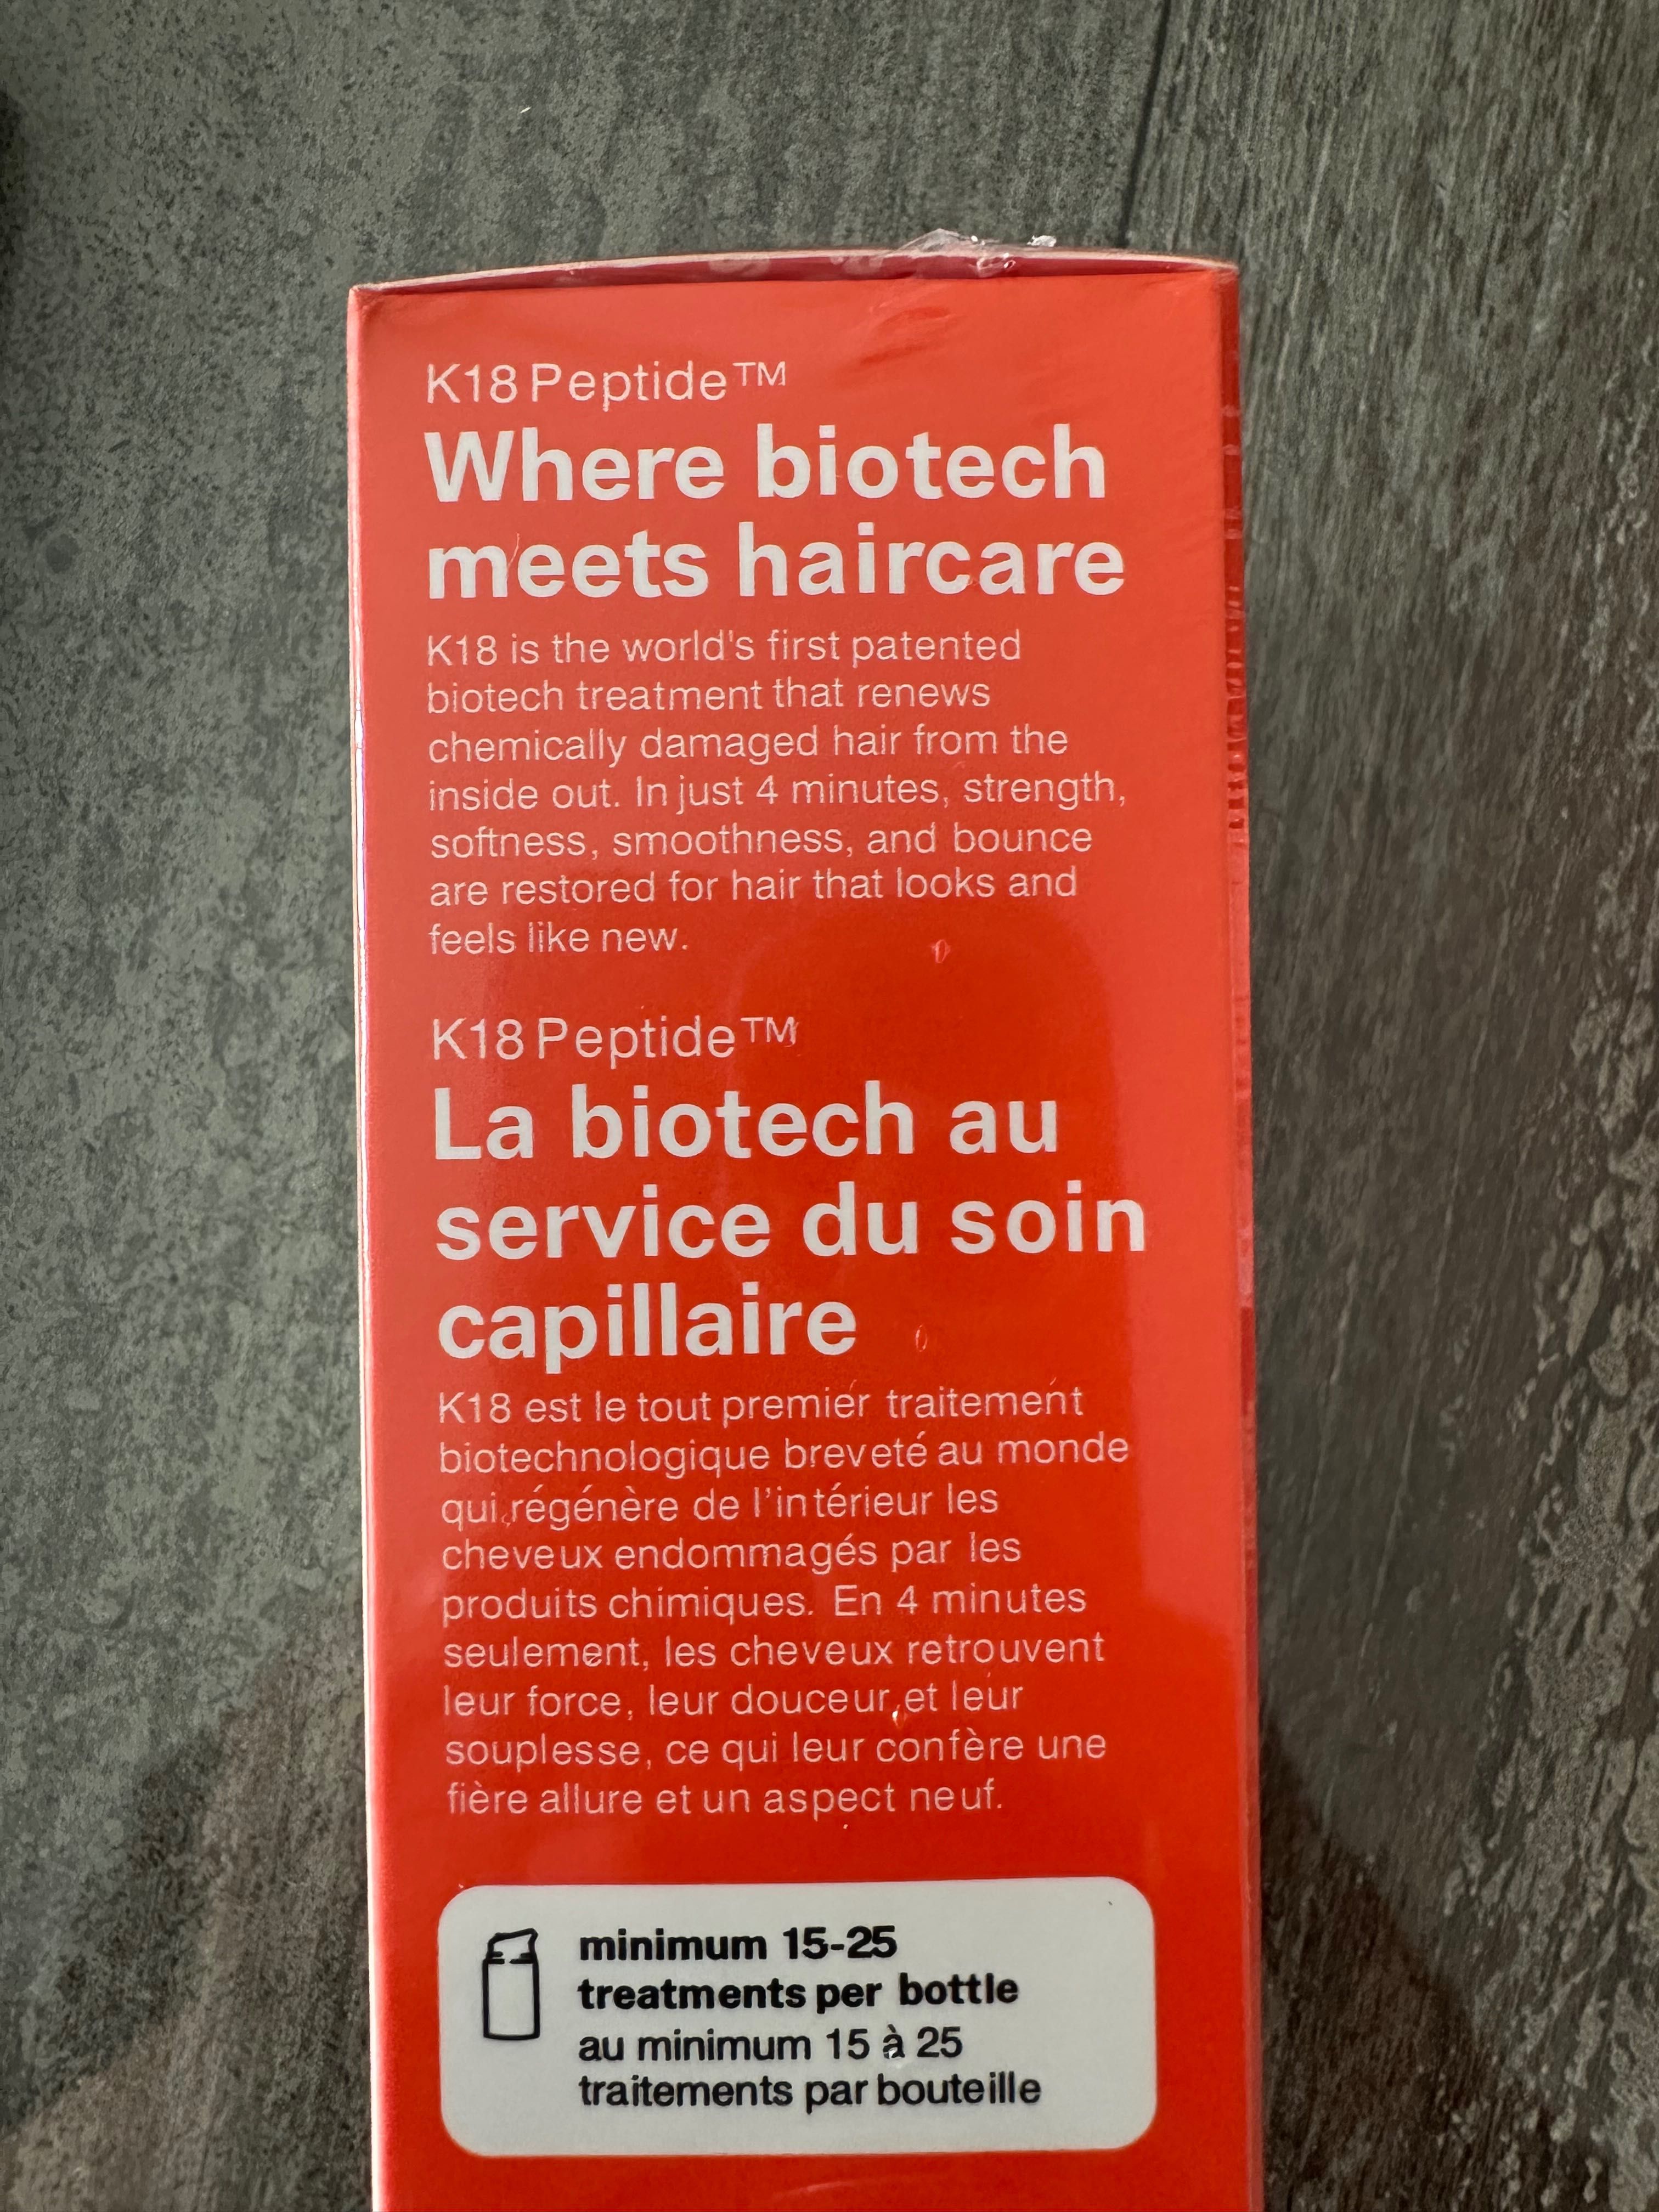 K18 Peptide™
Where biotech
meets haircare
K18 is the world's first patented
biotech treatment that renews
chemically damaged hair from the
inside out. In just 4 minutes, strength,
softness, smoothness, and bounce
are restored for hair that looks and
feels like new.
K18 Peptide™
La biotech au
service du soin
capillaire
K18 est le tout premier traitement
biotechnologique breveté au monde
qui régénère de l'intérieur les
cheveux endommagés par les
produits chimiques. En 4 minutes
seulement, les cheveux retrouvent
leur force, leur douceur et leur
souplesse, ce qui leur confère une
fière allure et un aspect neuf.
minimum 15-25
treatments per bottle
au minimum 15 à 25
traitements par bouteille